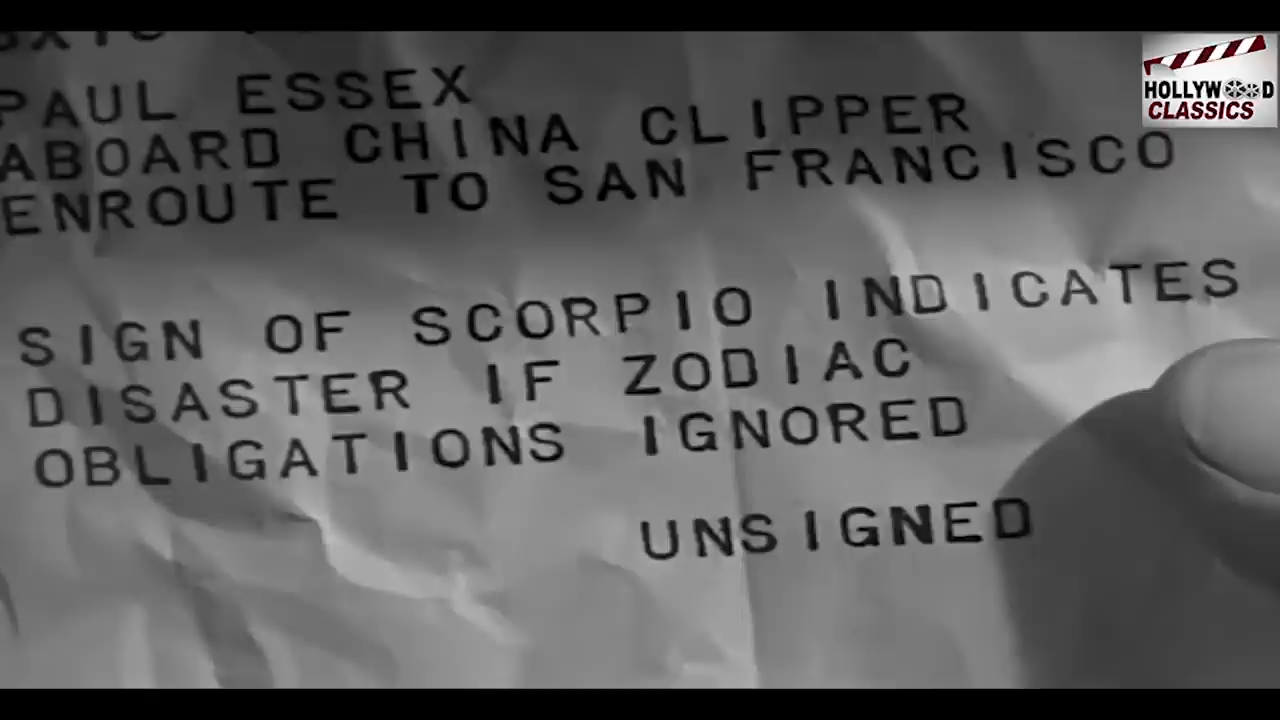 HOLLYWOOD
CLASSICS
PAUL ESSEX
ABOARD CHINA CLIPPER
ENROUTE TO SAN FRANCISCO
SIGN OF SCORPIO INDICATES
DISASTER IF ZODIAC
OBLIGATIONS IGNORED
UNSIGNED